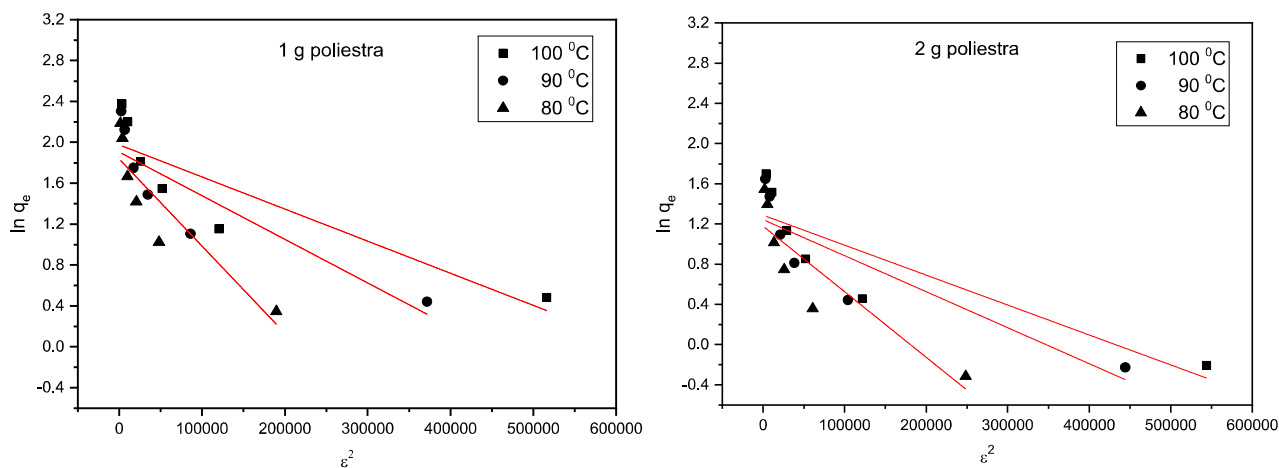 3.2
2.8
2.4
2.0
1.6
1.2
0.8
0.4
0.0
-0.4
ln qe
1 g poliestra
100 ⁰C
90 ⁰C
80 ⁰C
0
100000
200000
300000
400000
500000
600000
ε²
3.2
2.8
2.4
2.0
1.6
1.2
0.8
0.4
0.0
-0.4
ln qe
2 g poliestra
100 ⁰C
90 ⁰C
80 ⁰C
0
100000
200000
300000
400000
500000
600000
ε²